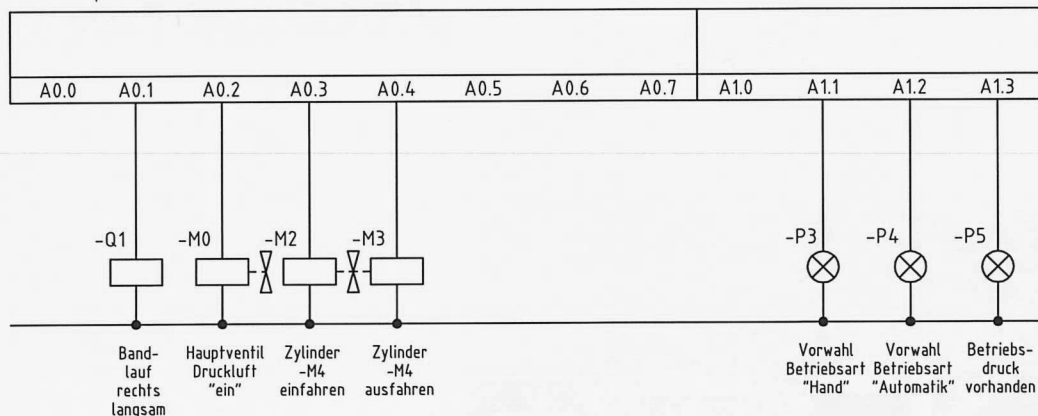 A0.0 A0.1 A0.2 A0.3 A0.4 A0.5 A0.6 A0.7 A1.0 A1.1 A1.2 A1.3
-Q1 -M0 -M2 -M3 -P3 -P4 -P5
Band-
lauf
rechts
langsam
Hauptventil
Druckluft
"ein"
Zylinder
-M4
einfahren
Zylinder
-M4
ausfahren
Vorwahl
Betriebsart
"Hand"
Vorwahl
Betriebsart
"Automatik"
Betriebs-
druck
vorhanden